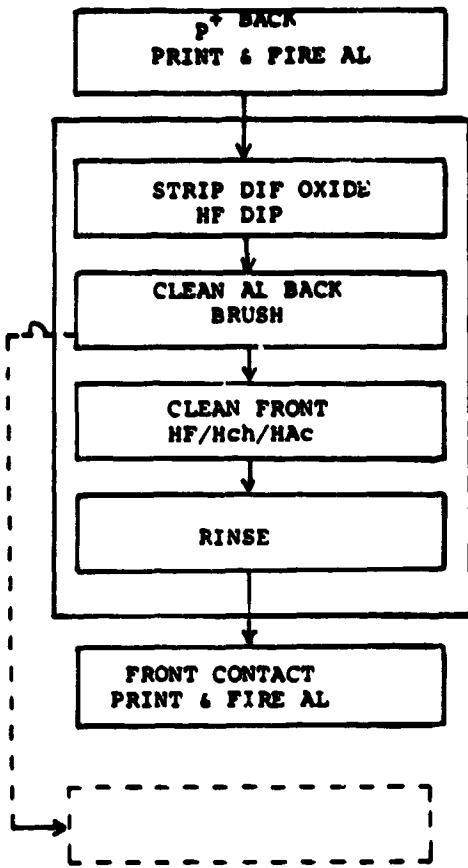 P+ BACK
PRINT & FIRE AL
STRIP DIF OXIDE
HF DIP
CLEAN AL BACK
BRUSH
CLEAN FRONT
HF/Hch/HAc
RINSE
FRONT CONTACT
PRINT & FIRE AL